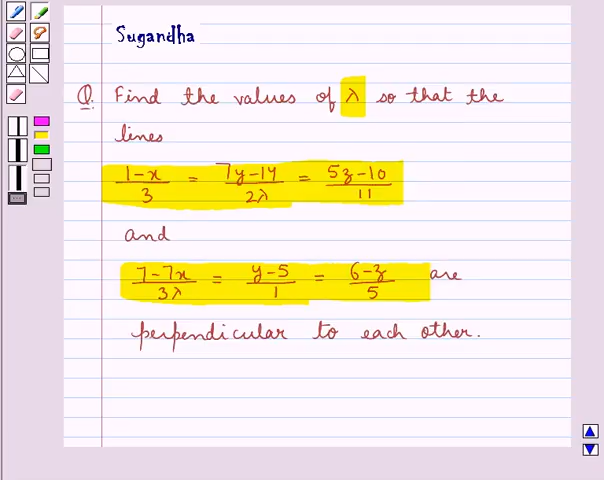 Sugandha
Q. Find the values of λ so that the
lines
1-x/3 = 7y-14/2λ = 5z-10/11
and
7-7x/3λ = y-5/1 = 6-z/5 are
perpendicular to each other.